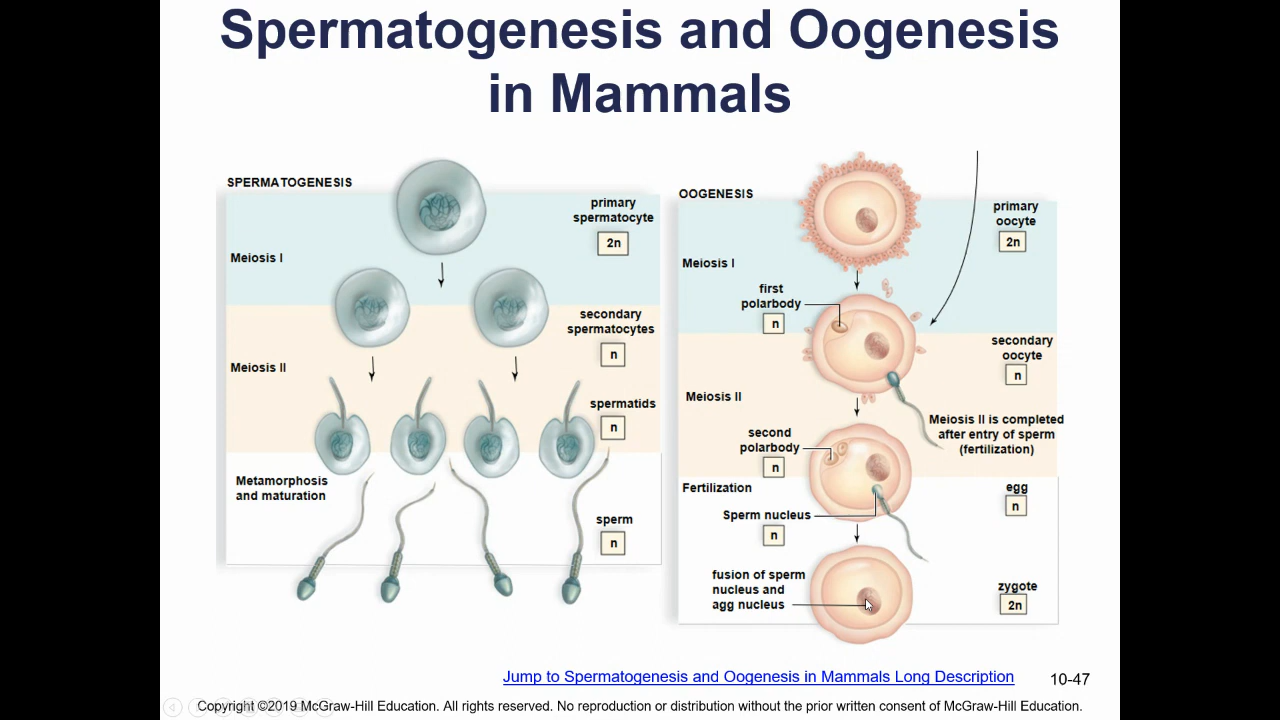 Spermatogenesis and Oogenesis
in Mammals
SPERMATOGENESIS
primary
spermatocyte
2n
Meiosis I
secondary
spermatocytes
n
Meiosis II
spermatids
n
Metamorphosis
and maturation
sperm
n
OOGENESIS
primary
oocyte
2n
Meiosis I
first
polarbody
n
secondary
oocyte
n
Meiosis II
Meiosis II is completed
after entry of sperm
(fertilization)
second
polarbody
n
Fertilization
egg
n
Sperm nucleus
n
fusion of sperm
nucleus and
agg nucleus
zygote
2n
Jump to Spermatogenesis and Oogenesis in Mammals Long Description
10-47
Copyright ©2019 McGraw-Hill Education. All rights reserved. No reproduction or distribution without the prior written consent of McGraw-Hill Education.